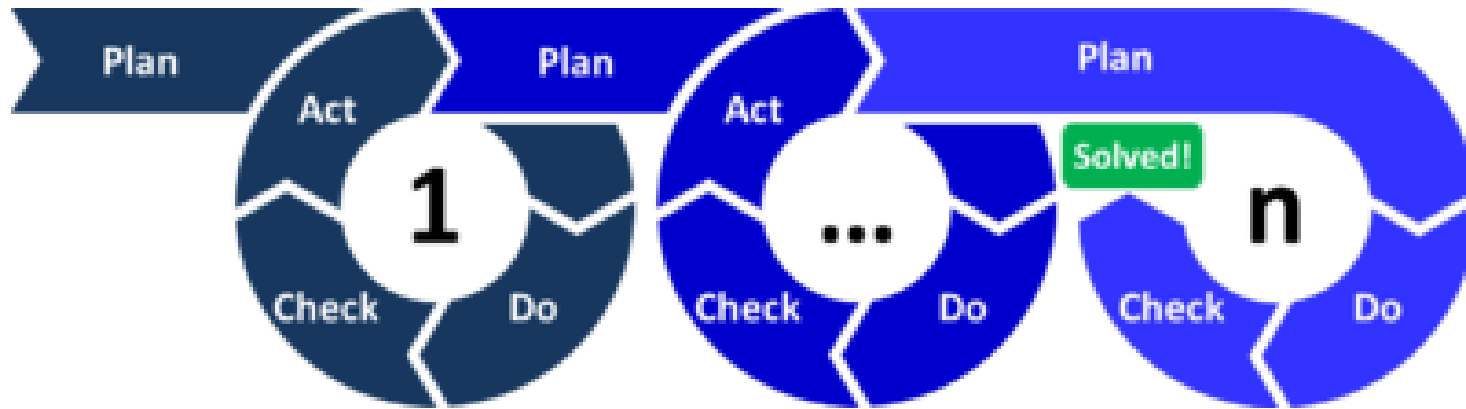 Plan
Act
1
Check
Do
Plan
Act
...
Check
Do
Plan
Solved!
n
Check
Do